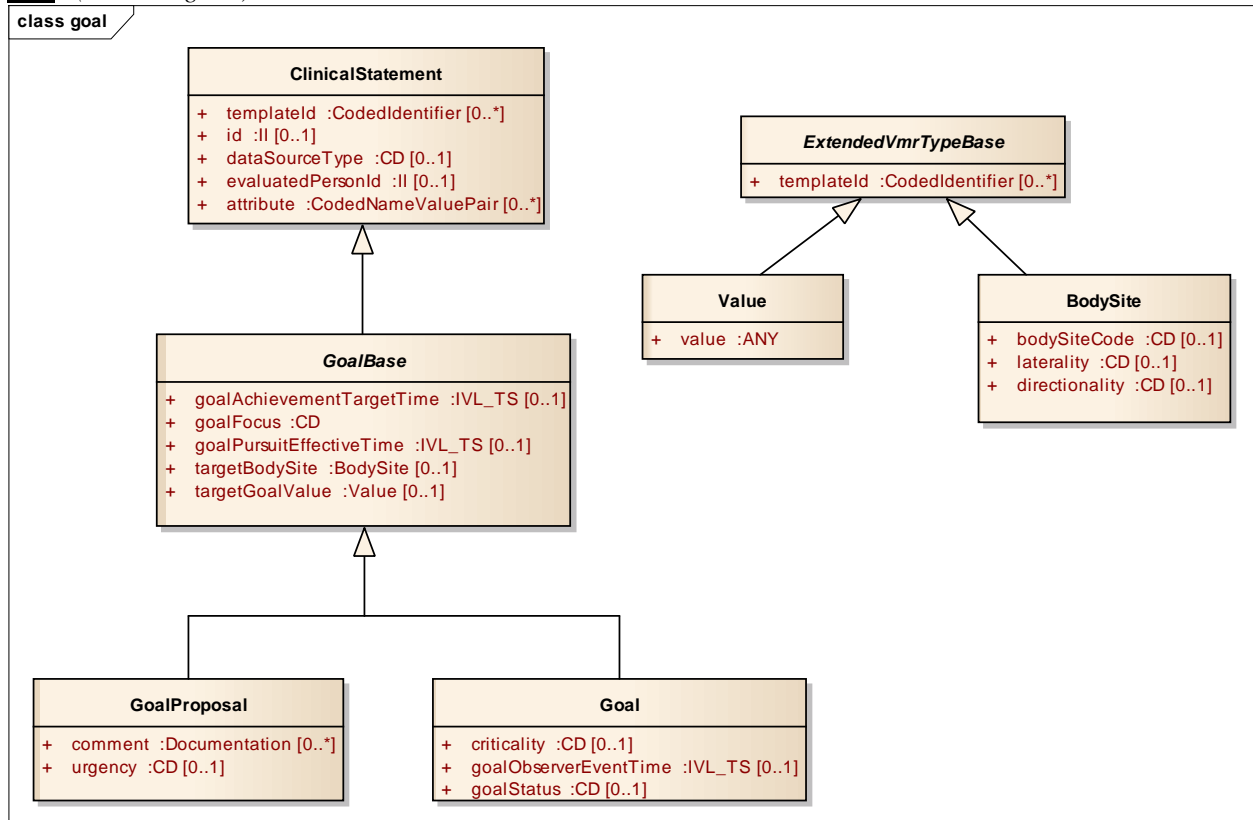 class goal
ClinicalStatement
+ templateId :CodedIdentifier [0..*]
+ id :II [0..1]
+ dataSourceType :CD [0..1]
+ evaluatedPersonId :II [0..1]
+ attribute :CodedNameValuePair [0..*]
ExtendedVmrTypeBase
+ templateId :CodedIdentifier [0..*]
Value
+ value :ANY
BodySite
+ bodySiteCode :CD [0..1]
+ laterality :CD [0..1]
+ directionality :CD [0..1]
GoalBase
+ goalAchievementTargetTime :IVL_TS [0..1]
+ goalFocus :CD
+ goalPursuitEffectiveTime :IVL_TS [0..1]
+ targetBodySite :BodySite [0..1]
+ targetGoalValue :Value [0..1]
GoalProposal
+ comment :Documentation [0..*]
+ urgency :CD [0..1]
Goal
+ criticality :CD [0..1]
+ goalObserverEventTime :IVL_TS [0..1]
+ goalStatus :CD [0..1]